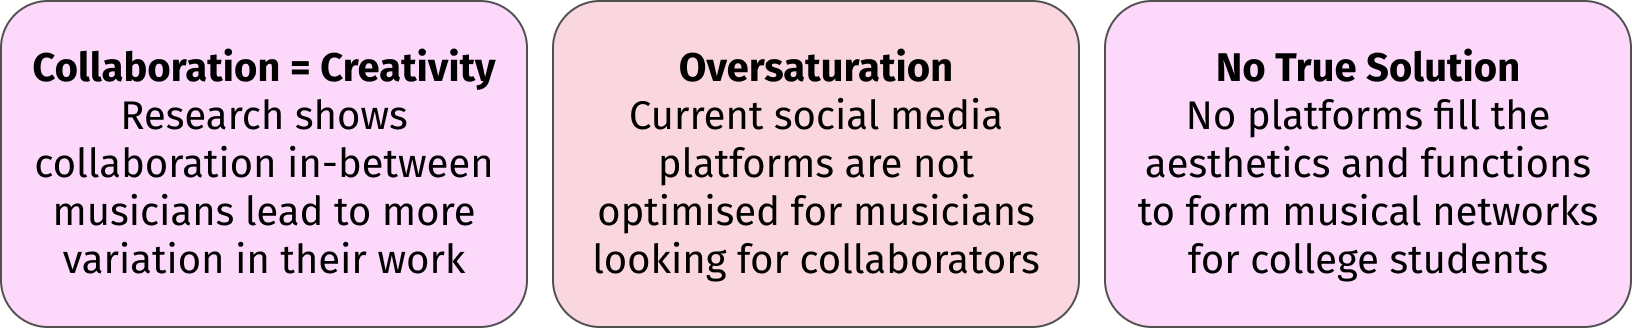 Collaboration = Creativity
Research shows
collaboration in-between
musicians lead to more
variation in their work
Oversaturation
Current social media
platforms are not
optimised for musicians
looking for collaborators
No True Solution
No platforms fill the
aesthetics and functions
to form musical networks
for college students